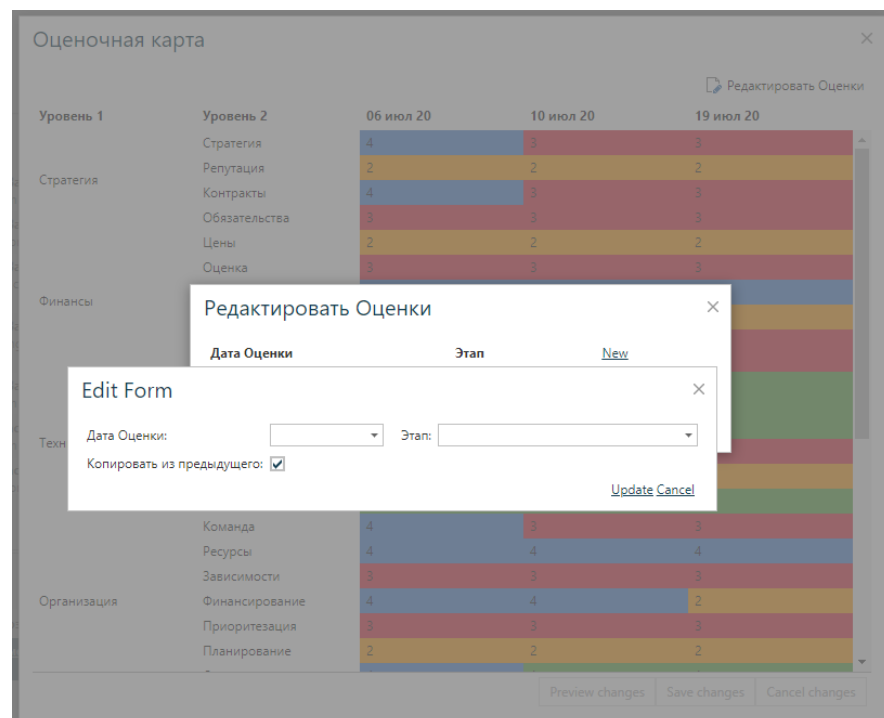 Оценочная карта
Редактировать Оценки
Уровень 1 Уровень 2 06 июл 20 10 июл 20 19 июл 20
Стратегия 4 3 3
Репутация 2 2 2
Стратегия
Контракты 4 3 3
Обязательства 3 3 3
Цены 2 2 2
Оценка 3 3 3
Финансы
Редактировать Оценки
Дата Оценки Этап New
Edit Form
Дата Оценки: Этап:
Техн
Копировать из предыдущего:
Update Cancel
Команда 4 3 3
Ресурсы 4 4 4
Зависимости 3 3 3
Организация Финансирование 4 4 2
Приоритезация 3 3 3
Планирование 2 2 2
Preview changes Save changes Cancel changes